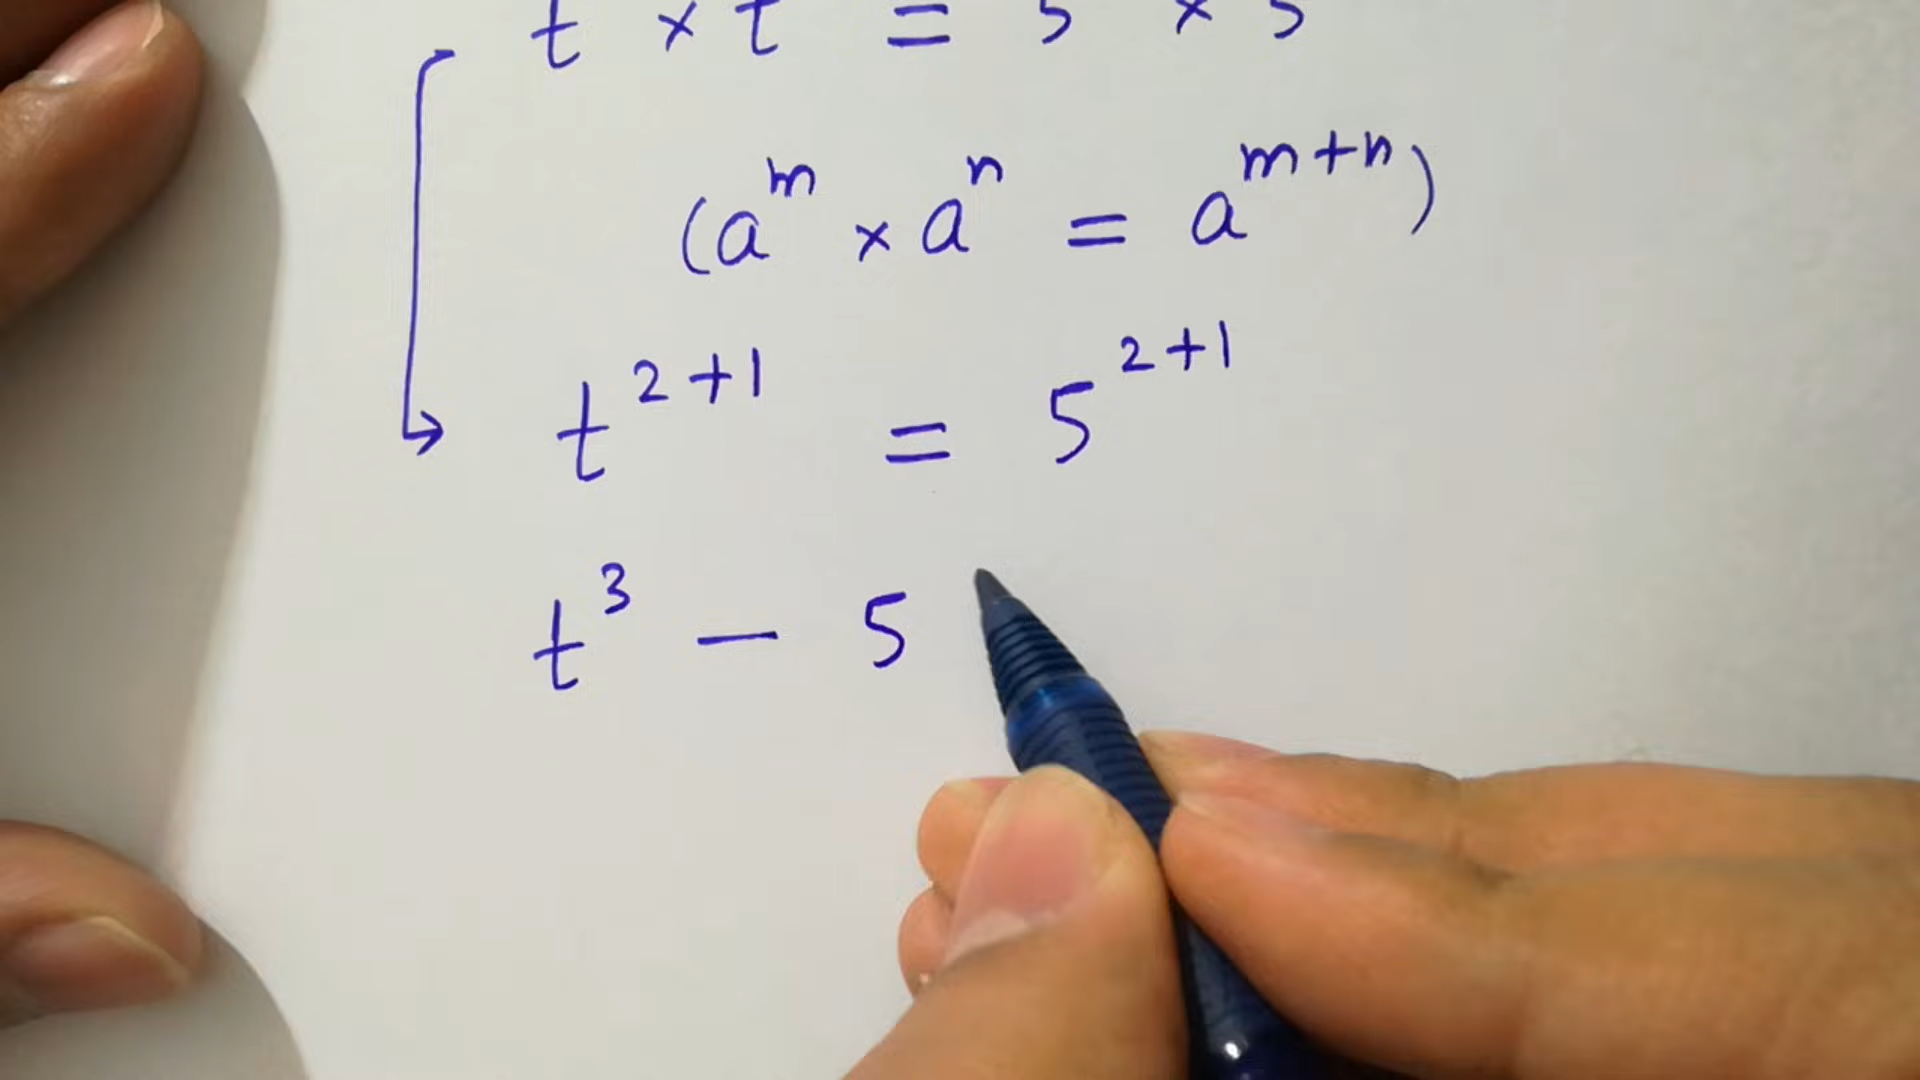 t × t = 5 × 5
(a^m × a^n = a^{m+n})
t^{2+1} = 5^{2+1}
t^3 - 5